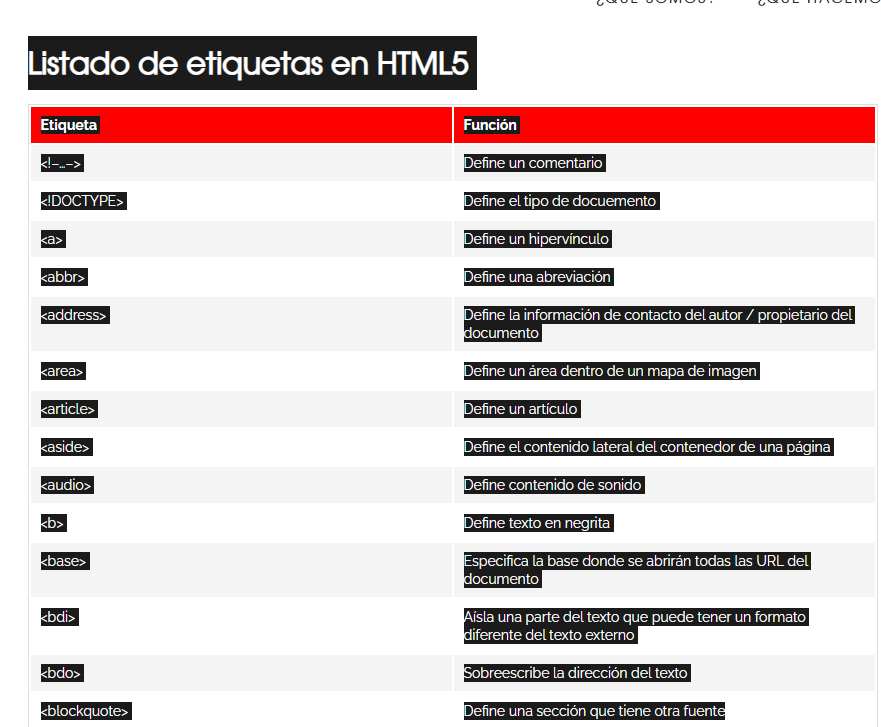 Listado de etiquetas en HTML5
Etiqueta Función
<!–…–> Define un comentario
<!DOCTYPE> Define el tipo de docuemento
<a> Define un hipervínculo
<abbr> Define una abreviación
<address> Define la información de contacto del autor / propietario del
documento
<area> Define un área dentro de un mapa de imagen
<article> Define un artículo
<aside> Define el contenido lateral del contenedor de una página
<audio> Define contenido de sonido
<b> Define texto en negrita
<base> Especifica la base donde se abrirán todas las URL del
documento
<bdi> Aísla una parte del texto que puede tener un formato
diferente del texto externo
<bdo> Sobreescribe la dirección del texto
<blockquote> Define una sección que tiene otra fuente